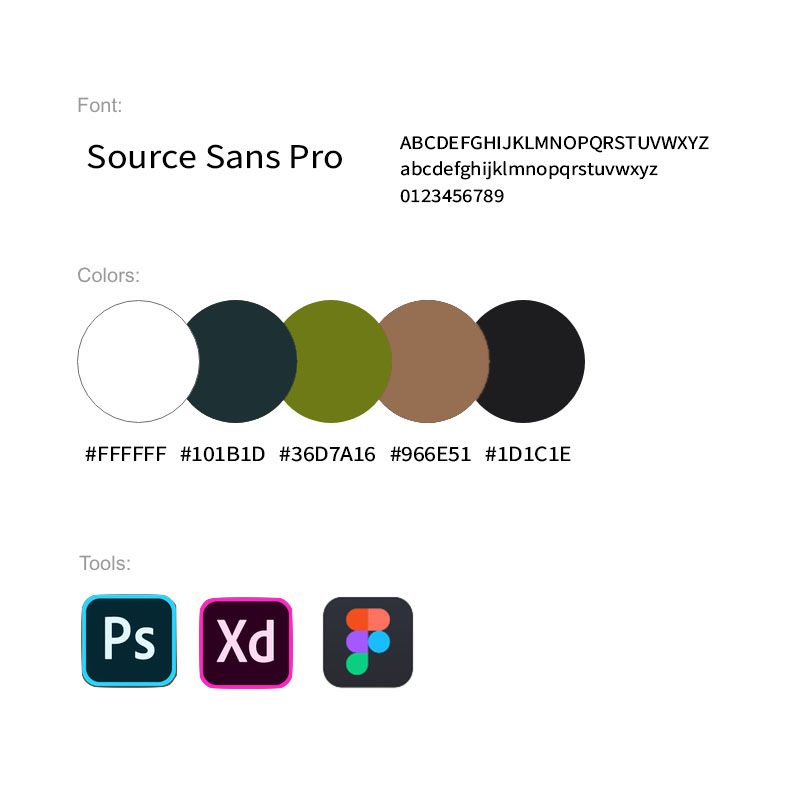 Font:
Source Sans Pro
ABCDEFGHIJKLMNOPQRSTUVWXYZ
abcdefghijklmnopqrstuvwxyz
0123456789
Colors:
#FFFFFF #101B1D #36D7A16 #966E51 #1D1C1E
Tools:
Ps Xd